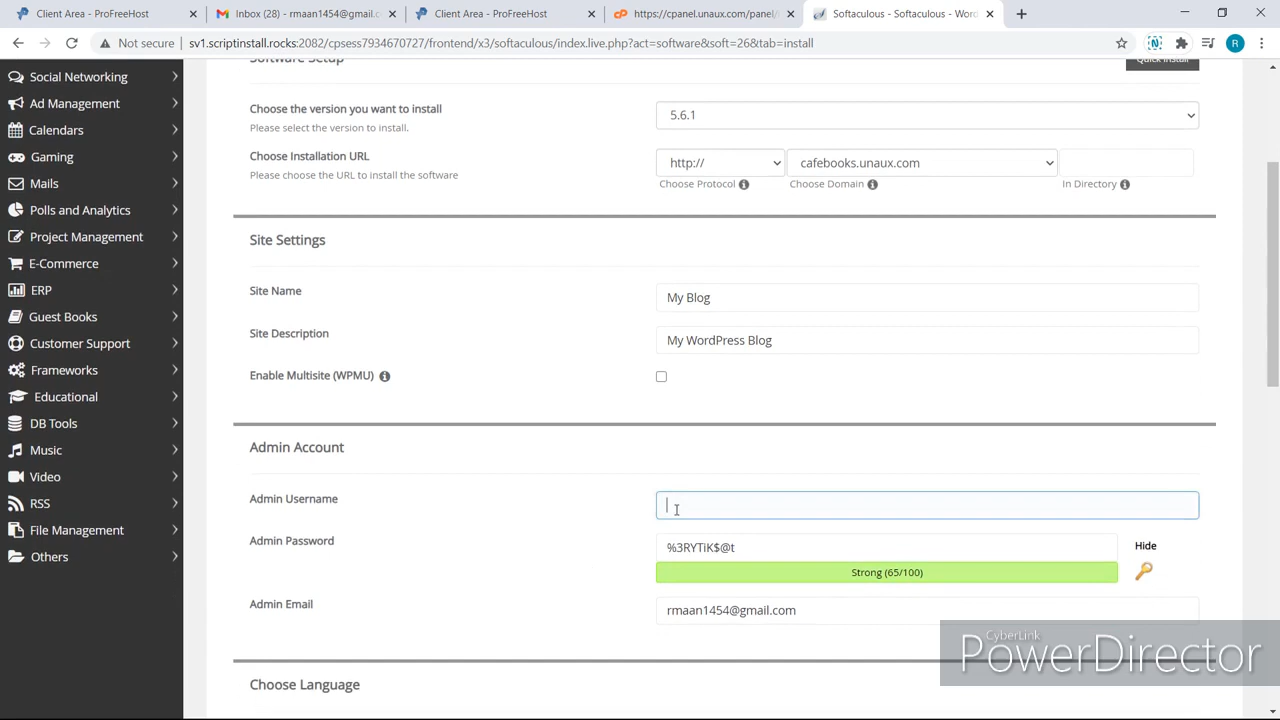 Client Area - ProFreeHost
Inbox (28) - rmaan1454@gmail.c
Client Area - ProFreeHost
https://cpanel.unaux.com/panel/
Softaculous - Softaculous - Wor
Not secure
sv1.scriptinstall.rocks:2082/cpsess7934670727/frontend/x3/softaculous/index.live.php?act=software&soft=26&tab=install
R
Social Networking
Ad Management
Calendars
Gaming
Mails
Polls and Analytics
Project Management
E-Commerce
ERP
Guest Books
Customer Support
Frameworks
Educational
DB Tools
Music
Video
RSS
File Management
Others
Software Setup
Quick Install
Choose the version you want to install
Please select the version to install.
5.6.1
Choose Installation URL
Please choose the URL to install the software
http://
cafebooks.unaux.com
Choose Protocol
Choose Domain
In Directory
Site Settings
Site Name
My Blog
Site Description
My WordPress Blog
Enable Multisite (WPMU)
Admin Account
Admin Username
Admin Password
%3RYTiK$@t
Hide
Strong (65/100)
Admin Email
rmaan1454@gmail.com
Choose Language
CyberLink
PowerDirector